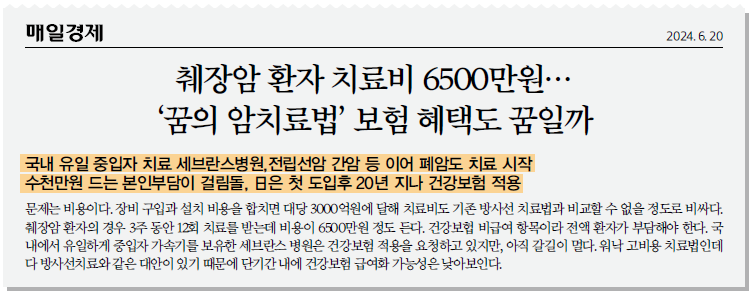 매일경제
2024. 6. 20
췌장암 환자 치료비 6500만원…
‘꿈의 암치료법’ 보험 혜택도 꿈일까
국내 유일 중입자 치료 세브란스병원,전립선암 간암 등 이어 폐암도 치료 시작
수천만원 드는 본인부담이 걸림돌, 日은 첫 도입후 20년 지나 건강보험 적용
문제는 비용이다. 장비 구입과 설치 비용을 합치면 대당 3000억원에 달해 치료비도 기존 방사선 치료법과 비교할 수 없을 정도로 비싸다.
췌장암 환자의 경우 3주 동안 12회 치료를 받는데 비용이 6500만원 정도 든다. 건강보험 비급여 항목이라 전액 환자가 부담해야 한다. 국
내에서 유일하게 중입자 가속기를 보유한 세브란스 병원은 건강보험 적용을 요청하고 있지만, 아직 갈길이 멀다. 워낙 고비용 치료법인데
다 방사선치료와 같은 대안이 있기 때문에 단기간 내에 건강보험 급여화 가능성은 낮아보인다.